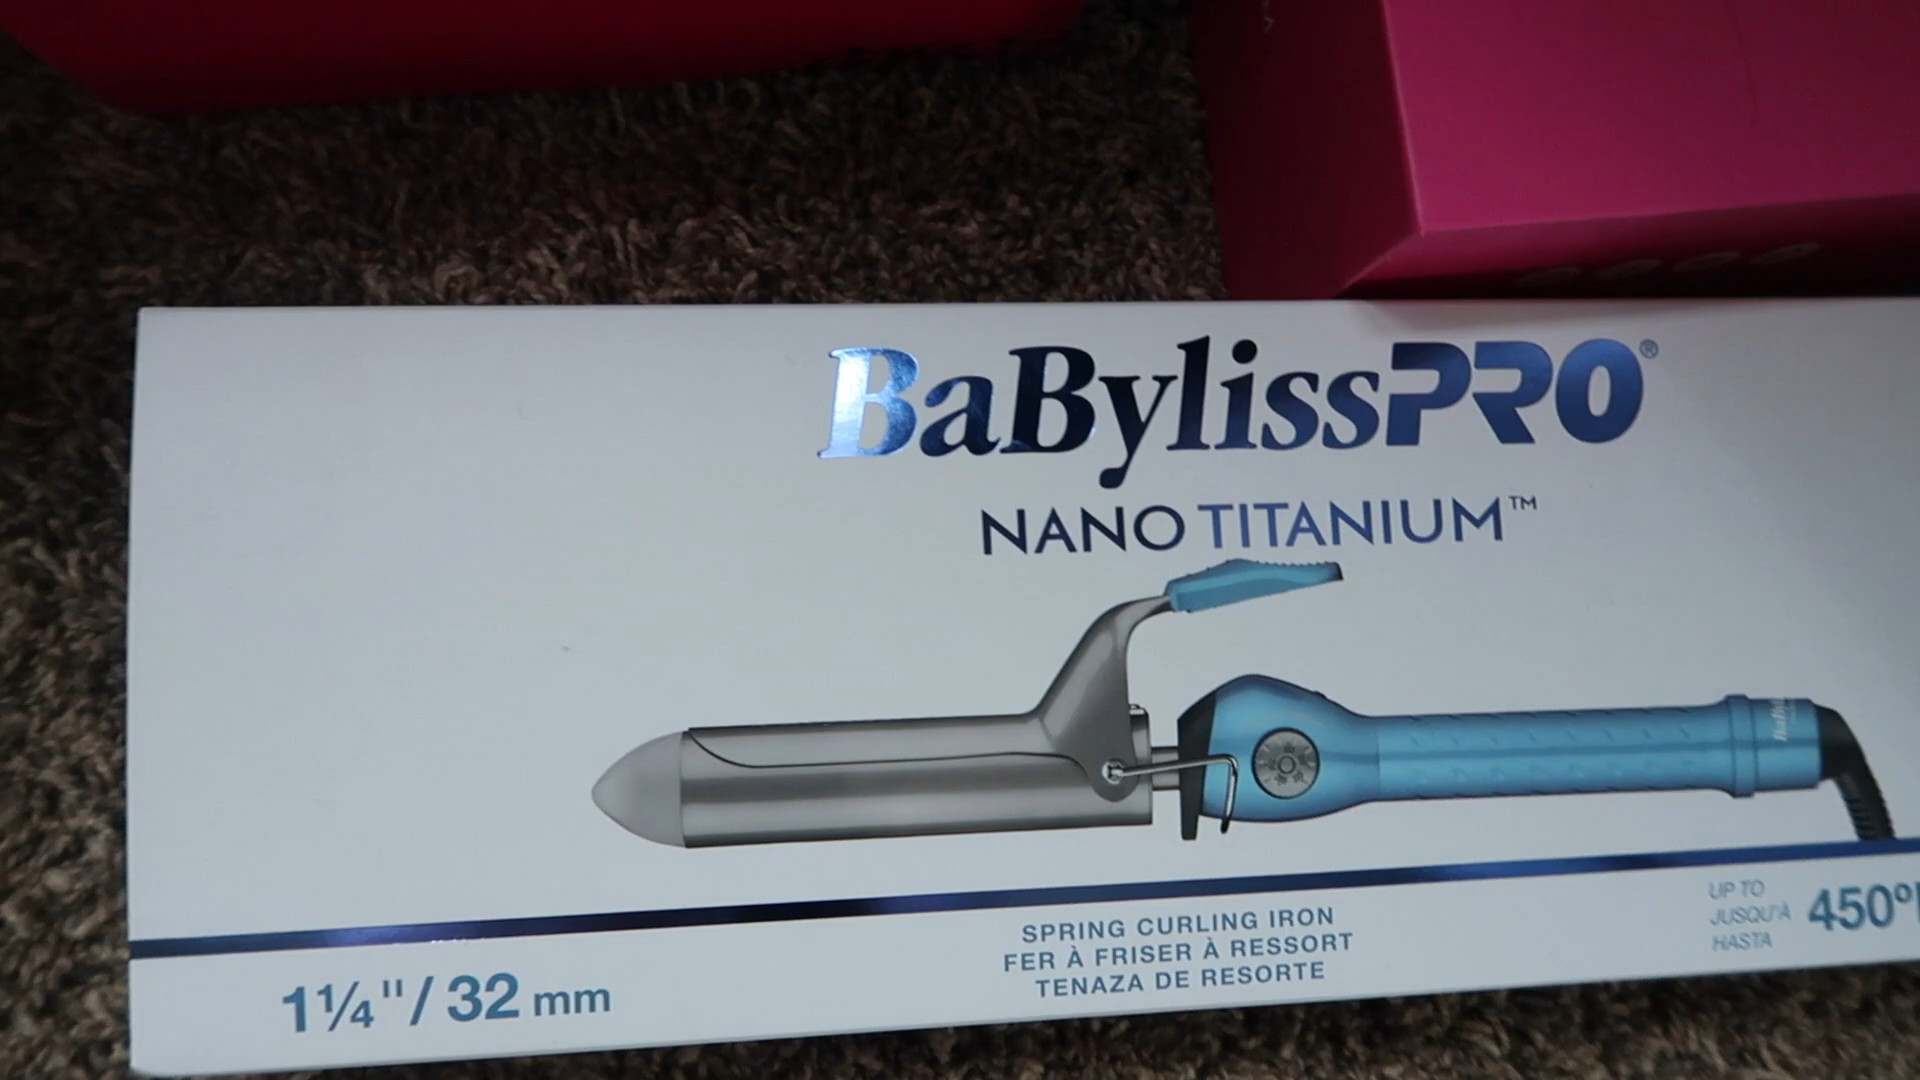 BaBylissPRO®
NANO TITANIUM™
SPRING CURLING IRON
FER À FRISER À RESSORT
TENAZA DE RESORTE
UP TO
JUSQU'À
HASTA
450°F
1¼"/32 mm